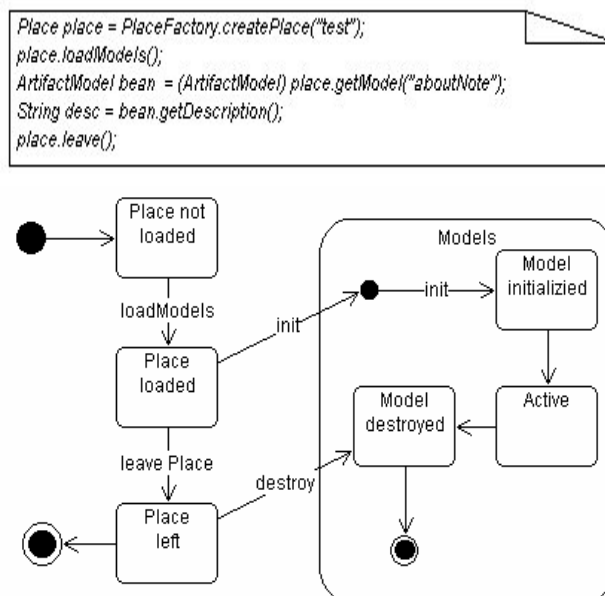 Place place = PlaceFactory.createPlace("test");
place.loadModels();
ArtifactModel bean = (ArtifactModel) place.getModel("aboutNote");
String desc = bean.getDescription();
place.leave();
Place not
loaded
loadModels
Place
loaded
leave Place
Place
left
init
destroy
Models
init
Model
initializied
Active
Model
destroyed